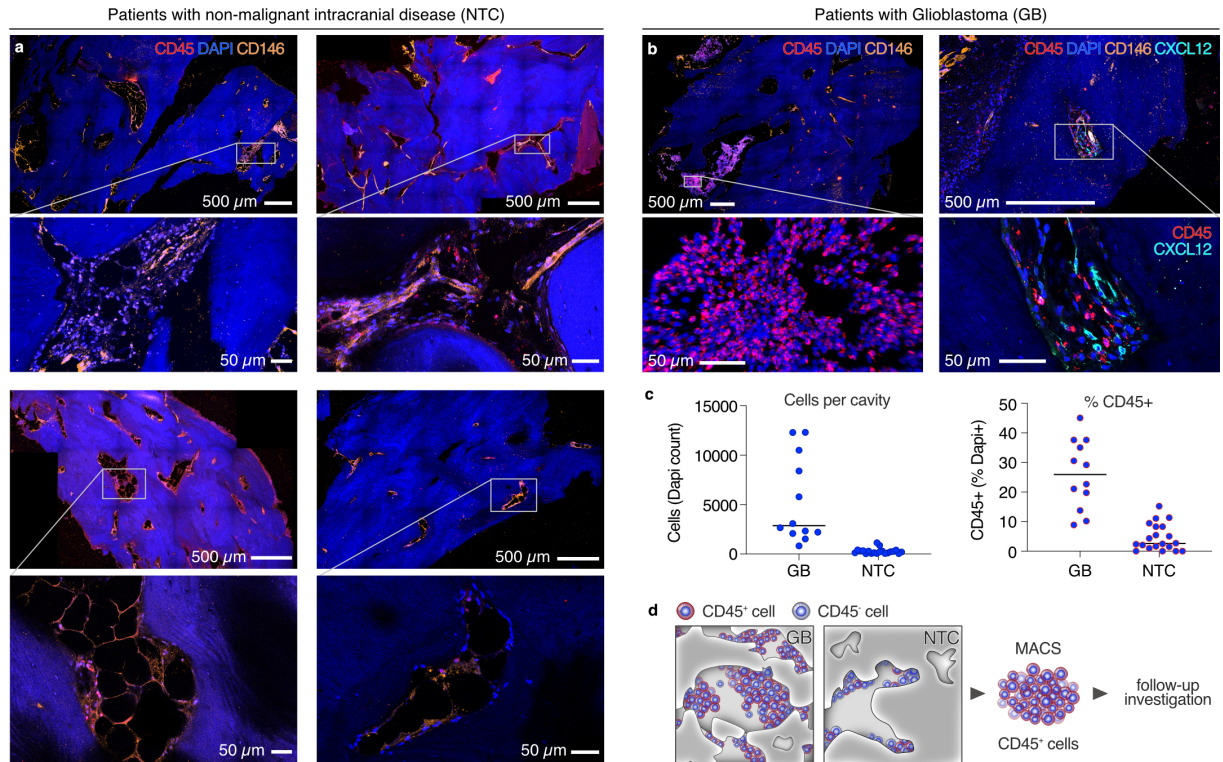 Patients with non-malignant intracranial disease (NTC)
Patients with Glioblastoma (GB)
a
CD45 DAPI CD146
500 µm
500 µm
50 µm
50 µm
500 µm
500 µm
50 µm
50 µm
b
CD45 DAPI CD146
CD45 DAPI CD146 CXCL12
500 µm
500 µm
CD45
CXCL12
50 µm
50 µm
c
Cells per cavity
Cells (Dapi count)
15000
10000
5000
0
GB
NTC
% CD45+
CD45+ (% Dapi+)
50
40
30
20
10
0
GB
NTC
d
CD45⁺ cell
CD45⁻ cell
GB
NTC
MACS
CD45⁺ cells
follow-up
investigation